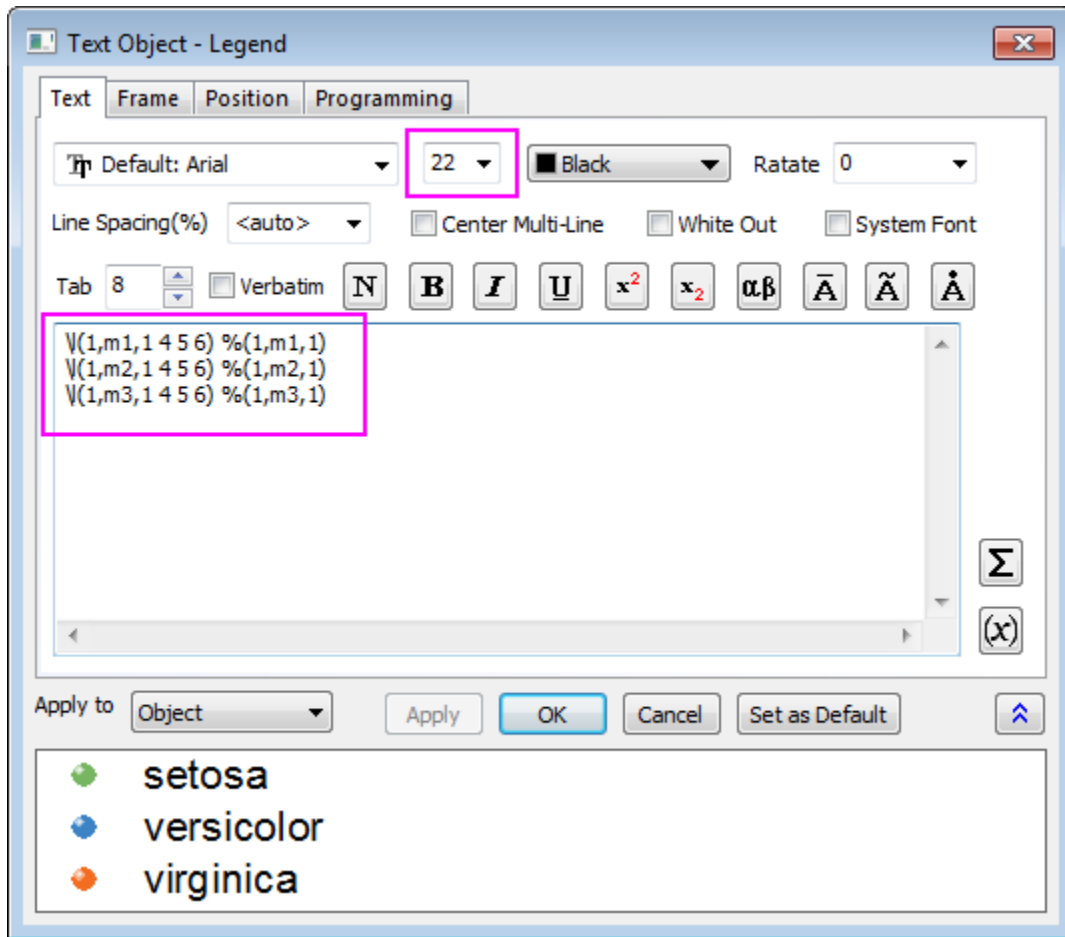 Text Object - Legend
Text Frame Position Programming
Default: Arial 22 Black Ratate 0
Line Spacing(%) <auto> Center Multi-Line White Out System Font
Tab 8 Verbatim N B I U x² x₂ αβ Ā Ã Å
\l(1,m1,1 4 5 6) %(1,m1,1)
\l(1,m2,1 4 5 6) %(1,m2,1)
\l(1,m3,1 4 5 6) %(1,m3,1)
Σ
(x)
Apply to Object Apply OK Cancel Set as Default
setosa
versicolor
virginica